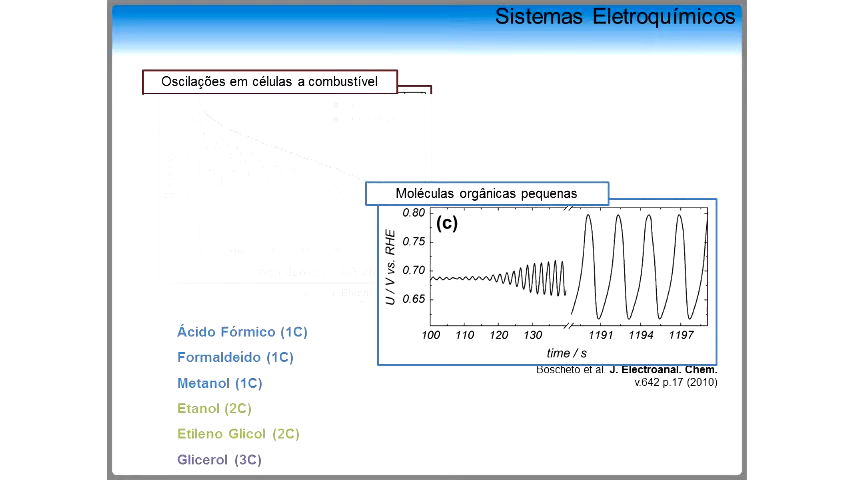 Sistemas Eletroquímicos
Oscilações em células a combustível
Moléculas orgânicas pequenas
(c)
U / V vs. RHE
0.80
0.75
0.70
0.65
100 110 120 130 1191 1194 1197
time / s
Boscheto et al. J. Electroanal. Chem.
v.642 p.17 (2010)
Ácido Fórmico (1C)
Formaldeido (1C)
Metanol (1C)
Etanol (2C)
Etileno Glicol (2C)
Glicerol (3C)